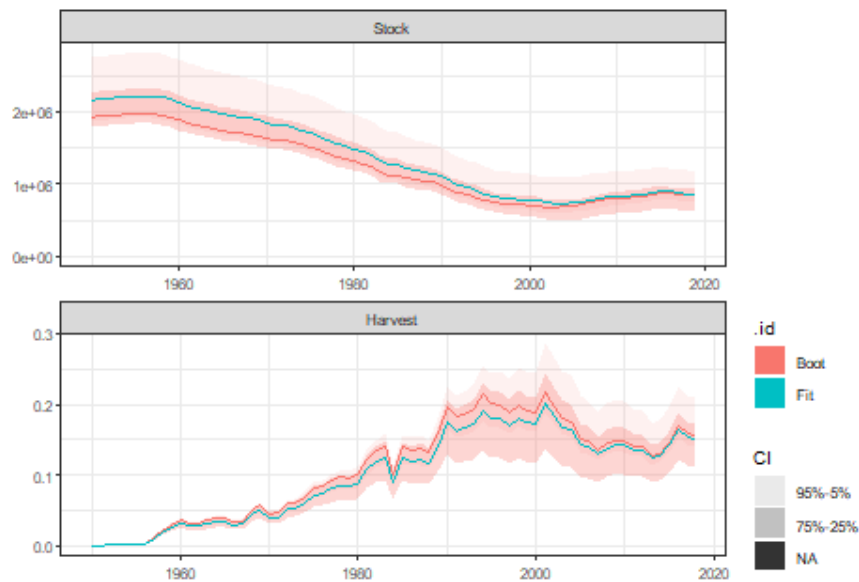 Stock
2e+06
1e+06
0e+00
1960 1980 2000 2020
Harvest
0.3
0.2
0.1
0.0
1960 1980 2000 2020
.id
Boot
Fit
CI
95%-5%
75%-25%
NA